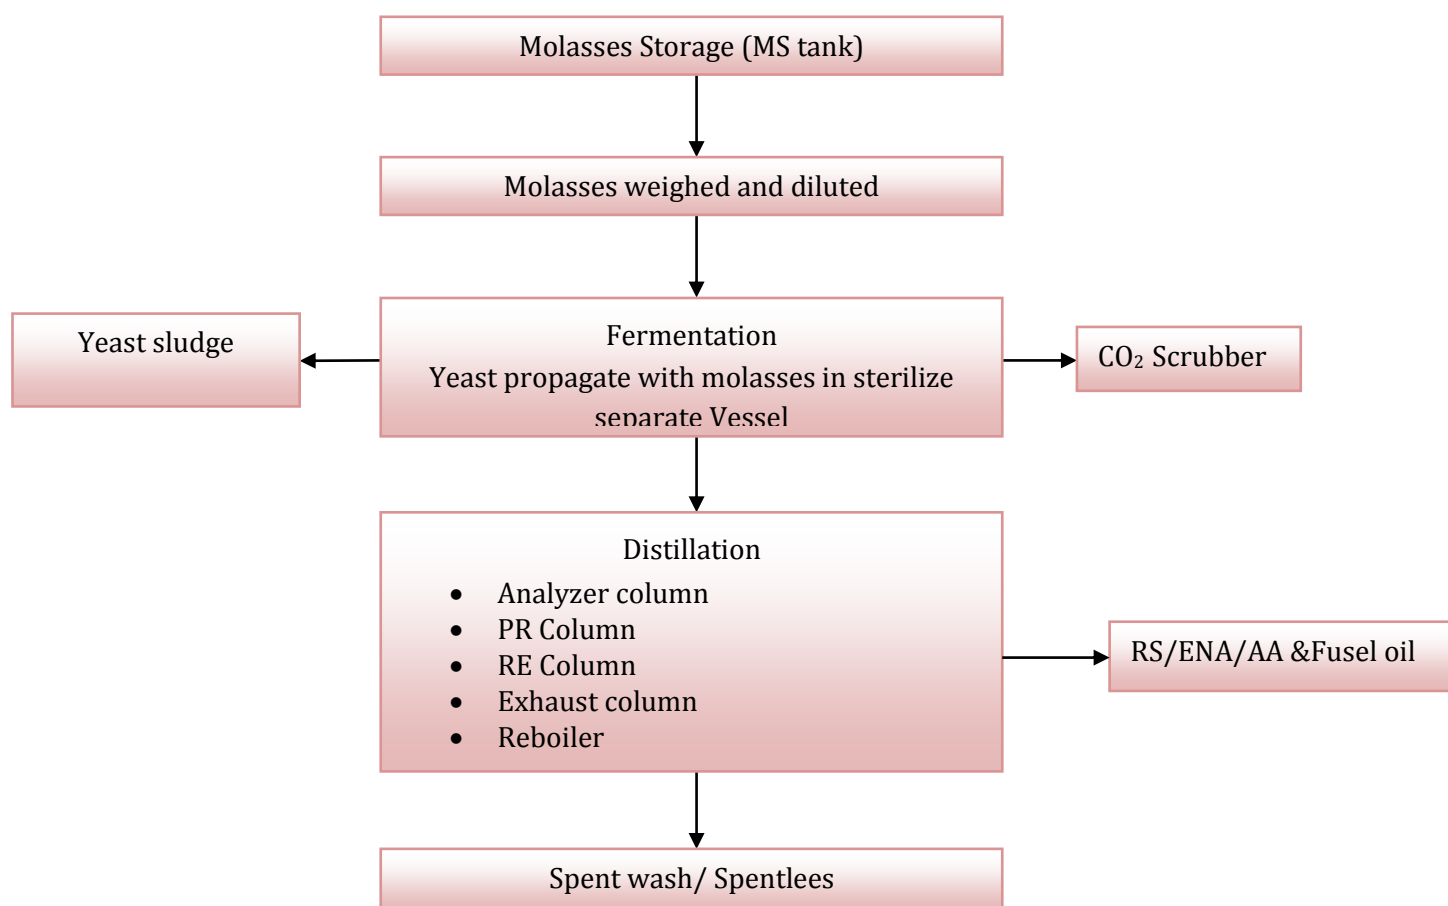 Molasses Storage (MS tank)
Molasses weighed and diluted
Yeast sludge
Fermentation
Yeast propagate with molasses in sterilize
separate Vessel
CO₂ Scrubber
Distillation
• Analyzer column
• PR Column
• RE Column
• Exhaust column
• Reboiler
RS/ENA/AA &Fusel oil
Spent wash/ Spentlees